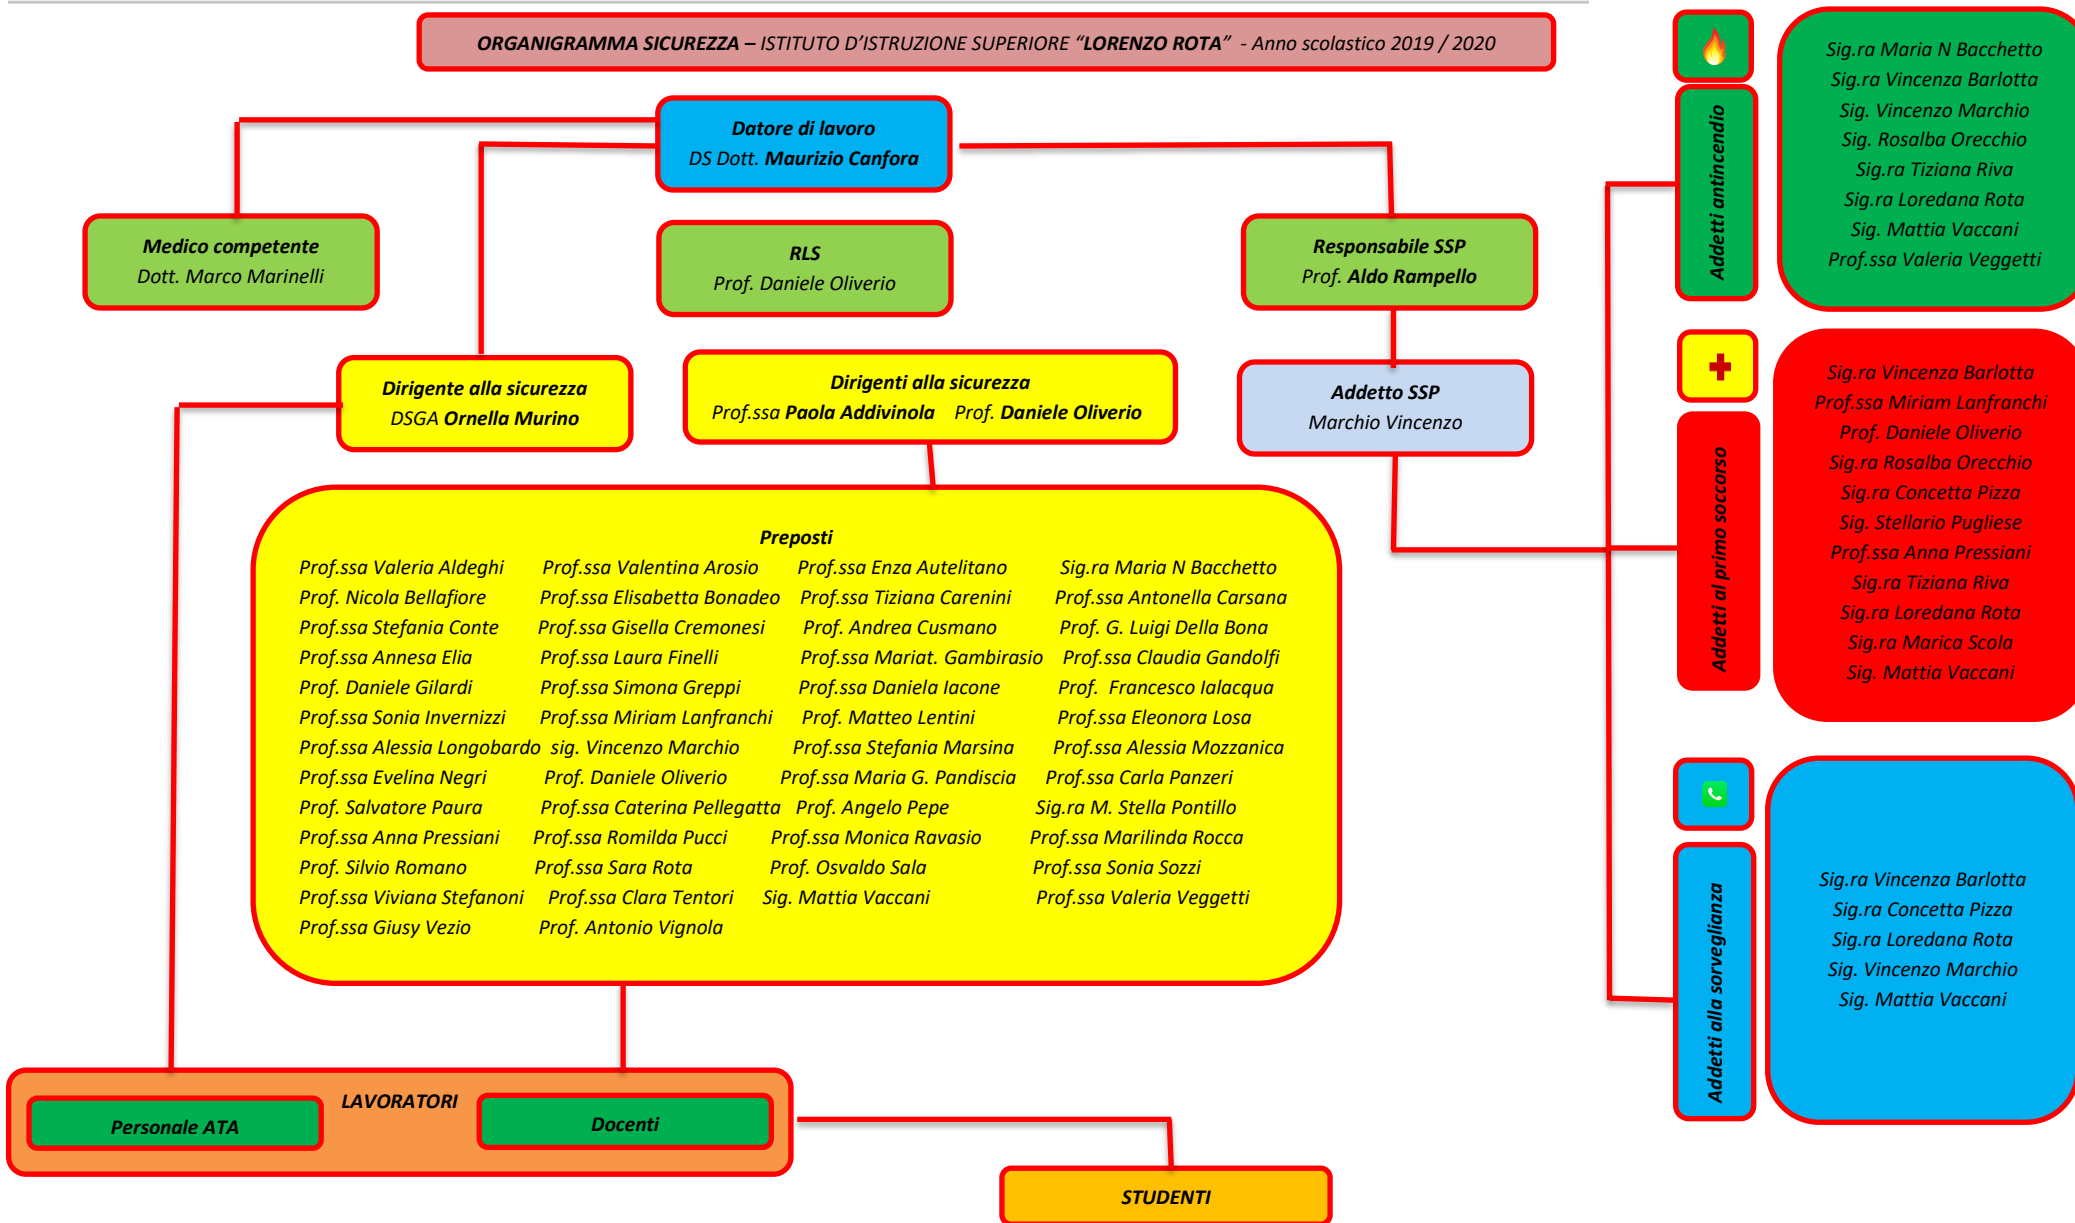 ORGANIGRAMMA SICUREZZA – ISTITUTO D'ISTRUZIONE SUPERIORE “LORENZO ROTA” - Anno scolastico 2019 / 2020
Datore di lavoro
DS Dott. Maurizio Canfora
Medico competente
Dott. Marco Marinelli
RLS
Prof. Daniele Oliverio
Responsabile SSP
Prof. Aldo Rampello
Dirigente alla sicurezza
DSGA Ornella Murino
Dirigenti alla sicurezza
Prof.ssa Paola Addivinola Prof. Daniele Oliverio
Addetto SSP
Marchio Vincenzo
Preposti
Prof.ssa Valeria Aldeghi Prof.ssa Valentina Arosio Prof.ssa Enza Autelitano Sig.ra Maria N Bacchetto
Prof. Nicola Bellafiore Prof.ssa Elisabetta Bonadeo Prof.ssa Tiziana Carenini Prof.ssa Antonella Carsana
Prof.ssa Stefania Conte Prof.ssa Gisella Cremonesi Prof. Andrea Cusmano Prof. G. Luigi Della Bona
Prof.ssa Annesa Elia Prof.ssa Laura Finelli Prof.ssa Mariat. Gambirasio Prof.ssa Claudia Gandolfi
Prof. Daniele Gilardi Prof.ssa Simona Greppi Prof.ssa Daniela Iacone Prof. Francesco Ialacqua
Prof.ssa Sonia Invernizzi Prof.ssa Miriam Lanfranchi Prof. Matteo Lentini Prof.ssa Eleonora Losa
Prof.ssa Alessia Longobardo sig. Vincenzo Marchio Prof.ssa Stefania Marsina Prof.ssa Alessia Mozzanica
Prof.ssa Evelina Negri Prof. Daniele Oliverio Prof.ssa Maria G. Pandiscia Prof.ssa Carla Panzeri
Prof. Salvatore Paura Prof.ssa Caterina Pellegatta Prof. Angelo Pepe Sig.ra M. Stella Pontillo
Prof.ssa Anna Pressiani Prof.ssa Romilda Pucci Prof.ssa Monica Ravasio Prof.ssa Marilinda Rocca
Prof. Silvio Romano Prof.ssa Sara Rota Prof. Osvaldo Sala Prof.ssa Sonia Sozzi
Prof.ssa Viviana Stefanoni Prof.ssa Clara Tentori Sig. Mattia Vaccani Prof.ssa Valeria Veggetti
Prof.ssa Giusy Vezio Prof. Antonio Vignola
LAVORATORI
Personale ATA
Docenti
STUDENTI
Addetti antincendio
Sig.ra Maria N Bacchetto
Sig.ra Vincenza Barlotta
Sig. Vincenzo Marchio
Sig. Rosalba Orecchio
Sig.ra Tiziana Riva
Sig.ra Loredana Rota
Sig. Mattia Vaccani
Prof.ssa Valeria Veggetti
Addetti al primo soccorso
Sig.ra Vincenza Barlotta
Prof.ssa Miriam Lanfranchi
Prof. Daniele Oliverio
Sig.ra Rosalba Orecchio
Sig.ra Concetta Pizza
Sig. Stellario Pugliese
Prof.ssa Anna Pressiani
Sig.ra Tiziana Riva
Sig.ra Loredana Rota
Sig.ra Marica Scola
Sig. Mattia Vaccani
Addetti alla sorveglianza
Sig.ra Vincenza Barlotta
Sig.ra Concetta Pizza
Sig.ra Loredana Rota
Sig. Vincenzo Marchio
Sig. Mattia Vaccani